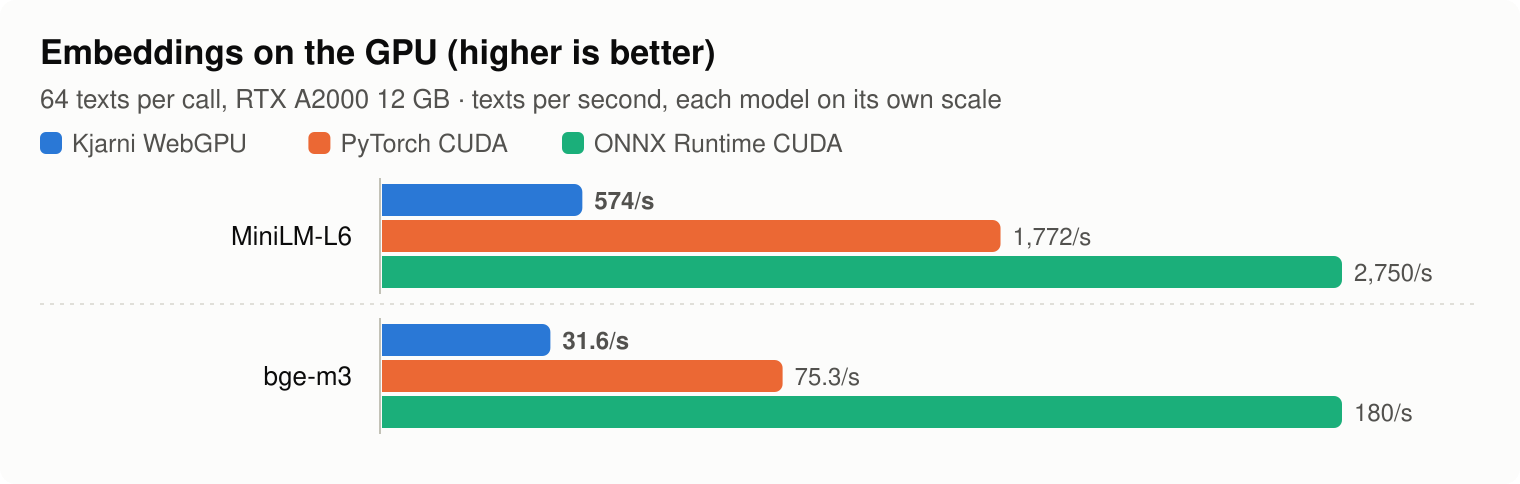 Embeddings on the GPU (higher is better)
64 texts per call, RTX A2000 12 GB · texts per second, each model on its own scale
Kjarni WebGPU PyTorch CUDA ONNX Runtime CUDA
574/s
MiniLM-L6 1,772/s
2,750/s
31.6/s
bge-m3 75.3/s
180/s